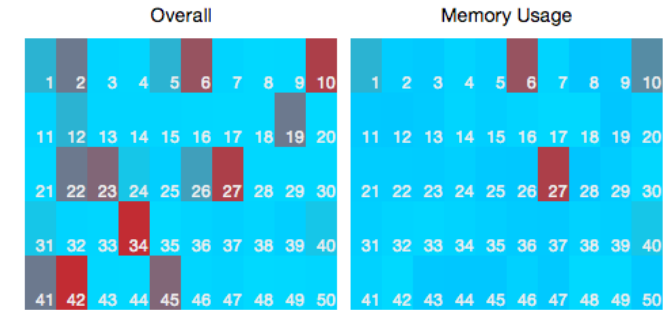 Overall Memory Usage
1 2 3 4 5 6 7 8 9 10 1 2 3 4 5 6 7 8 9 10
11 12 13 14 15 16 17 18 19 20 11 12 13 14 15 16 17 18 19 20
21 22 23 24 25 26 27 28 29 30 21 22 23 24 25 26 27 28 29 30
31 32 33 34 35 36 37 38 39 40 31 32 33 34 35 36 37 38 39 40
41 42 43 44 45 46 47 48 49 50 41 42 43 44 45 46 47 48 49 50